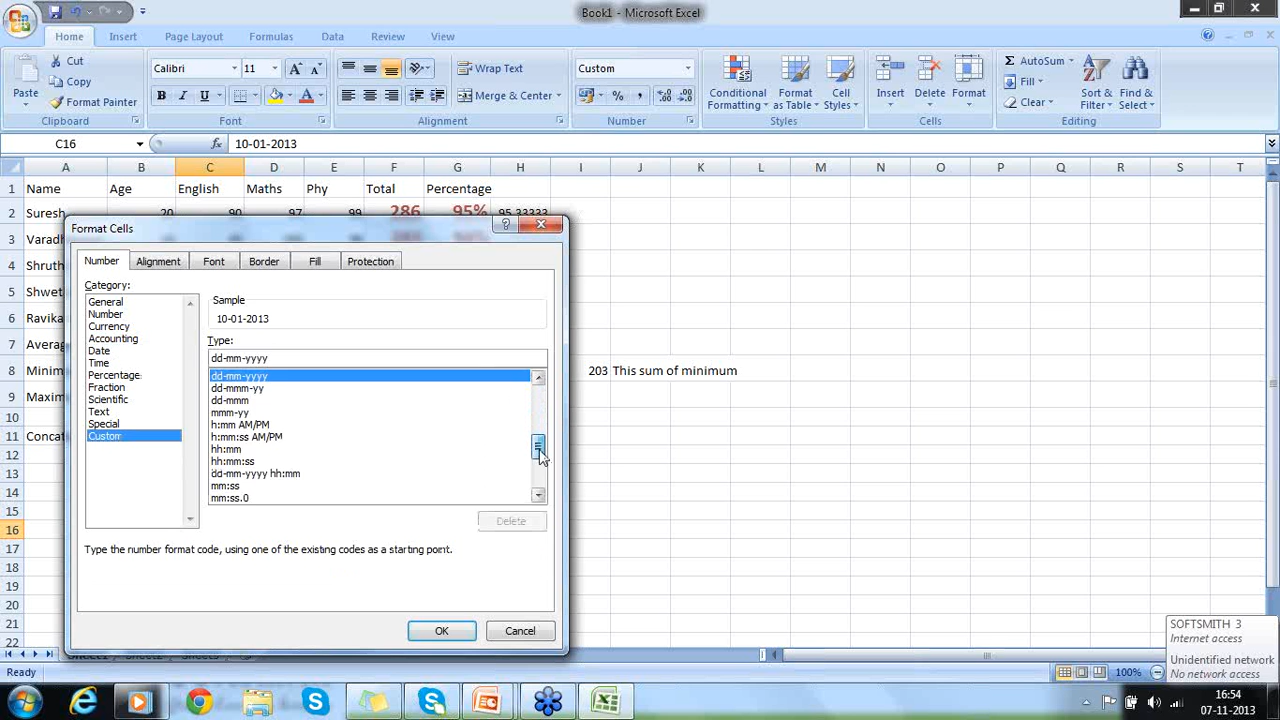 Book1 - Microsoft Excel
Home Insert Page Layout Formulas Data Review View
Paste Cut Copy Format Painter Clipboard
Calibri 11 A A B I U A Font
Wrap Text Merge & Center Alignment
Custom % , .0 .00 .00 .0 Number
Conditional Formatting Format as Table Cell Styles Styles
Insert Delete Format Cells
Σ AutoSum Fill Clear Sort & Filter Find & Select Editing
C16 fx 10-01-2013
A B C D E F G H I J K L M N O P Q R S T
1 Name Age English Maths Phy Total Percentage
2 Suresh 20 90 97 99 286 95% 95.33333
3 Varadh
4 Shruth
5 Shwet
6 Ravika
7 Averag
8 Minim 203 This sum of minimum
9 Maxim
10
11 Concat
12
13
14
15
16
17
18
19
20
21
22
Format Cells
Number Alignment Font Border Fill Protection
Category:
General
Number
Currency
Accounting
Date
Time
Percentage
Fraction
Scientific
Text
Special
Custom
Sample
10-01-2013
Type:
dd-mm-yyyy
dd-mm-yyyy
dd-mmm-yy
dd-mmm
mmm-yy
h:mm AM/PM
h:mm:ss AM/PM
hh:mm
hh:mm:ss
dd-mm-yyyy hh:mm
mm:ss
mm:ss.0
Delete
Type the number format code, using one of the existing codes as a starting point.
OK Cancel
SOFTSMITH 3
Internet access
Unidentified network
No network access
Ready 100%
16:54
07-11-2013